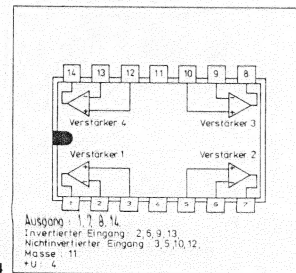 14 13 12 11 10 9 8
Verstärker 4 Verstärker 3
Verstärker 1 Verstärker 2
1 2 3 4 5 6 7
Ausgang : 1, 7, 8, 14.
Invertierter Eingang : 2,6,9,13,
Nichtinvertierter Eingang : 3,5,10,12,
Masse : 11
+U : 4